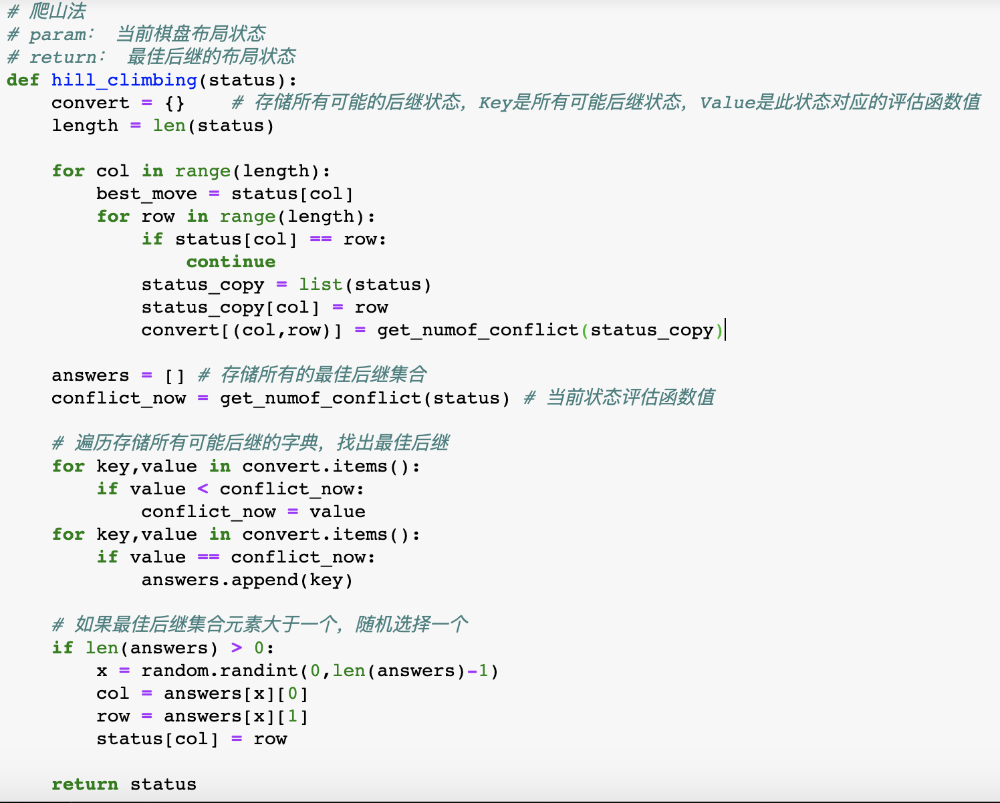 # 爬山法
# param： 当前棋盘布局状态
# return： 最佳后继的布局状态
def hill_climbing(status):
    convert = {}    # 存储所有可能的后继状态，Key是所有可能后继状态，Value是此状态对应的评估函数值
    length = len(status)

    for col in range(length):
        best_move = status[col]
        for row in range(length):
            if status[col] == row:
                continue
            status_copy = list(status)
            status_copy[col] = row
            convert[(col,row)] = get_numof_conflict(status_copy)

    answers = [] # 存储所有的最佳后继集合
    conflict_now = get_numof_conflict(status) # 当前状态评估函数值

    # 遍历存储所有可能后继的字典，找出最佳后继
    for key,value in convert.items():
        if value < conflict_now:
            conflict_now = value
    for key,value in convert.items():
        if value == conflict_now:
            answers.append(key)

    # 如果最佳后继集合元素大于一个，随机选择一个
    if len(answers) > 0:
        x = random.randint(0,len(answers)-1)
        col = answers[x][0]
        row = answers[x][1]
        status[col] = row

    return status